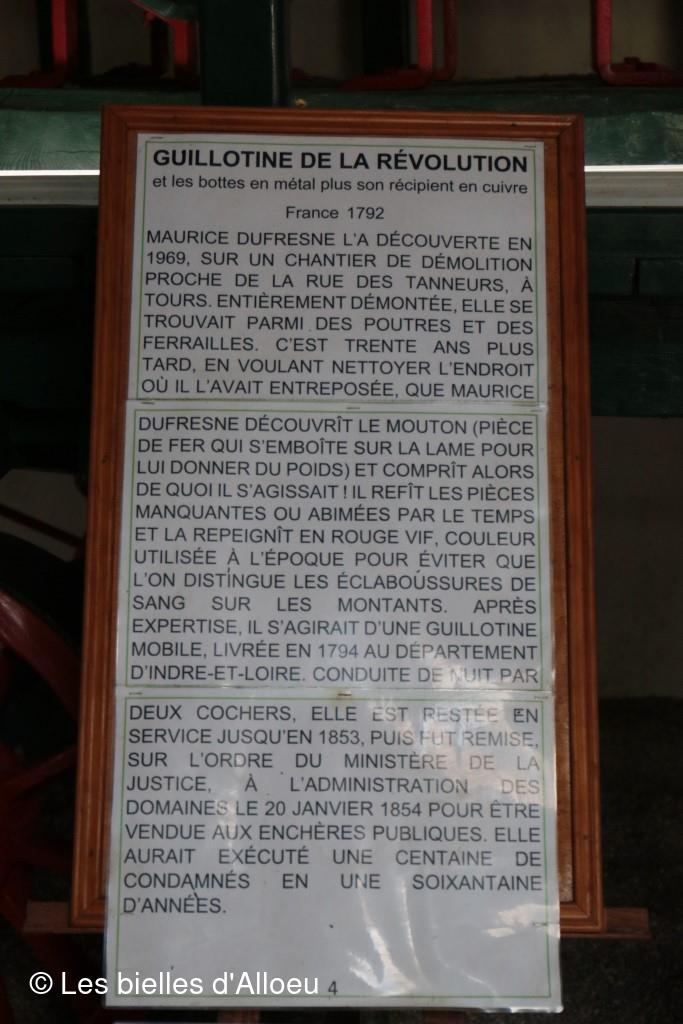 GUILLOTINE DE LA RÉVOLUTION
et les bottes en métal plus son récipient en cuivre
France 1792
MAURICE DUFRESNE L'A DÉCOUVERTE EN
1969, SUR UN CHANTIER DE DÉMOLITION
PROCHE DE LA RUE DES TANNEURS, À
TOURS. ENTIÈREMENT DÉMONTÉE, ELLE SE
TROUVAIT PARMI DES POUTRES ET DES
FERRAILLES. C'EST TRENTE ANS PLUS
TARD, EN VOULANT NETTOYER L'ENDROIT
OÙ IL L'AVAIT ENTREPOSÉE, QUE MAURICE
DUFRESNE DÉCOUVRÎT LE MOUTON (PIÈCE
DE FER QUI S'EMBOÎTE SUR LA LAME POUR
LUI DONNER DU POIDS) ET COMPRÎT ALORS
DE QUOI IL S'AGISSAIT ! IL REFÎT LES PIÈCES
MANQUANTES OU ABIMÉES PAR LE TEMPS
ET LA REPEIGNÎT EN ROUGE VIF, COULEUR
UTILISÉE À L'ÉPOQUE POUR ÉVITER QUE
L'ON DISTINGUE LES ÉCLABOUSSURES DE
SANG SUR LES MONTANTS. APRÈS
EXPERTISE, IL S'AGIRAIT D'UNE GUILLOTINE
MOBILE, LIVRÉE EN 1794 AU DÉPARTEMENT
D'INDRE-ET-LOIRE. CONDUITE DE NUIT PAR
DEUX COCHERS, ELLE EST RESTÉE EN
SERVICE JUSQU'EN 1853, PUIS FUT REMISE,
SUR L'ORDRE DU MINISTÈRE DE LA
JUSTICE, À L'ADMINISTRATION DES
DOMAINES LE 20 JANVIER 1854 POUR ÊTRE
VENDUE AUX ENCHÈRES PUBLIQUES. ELLE
AURAIT EXÉCUTÉ UNE CENTAINE DE
CONDAMNÉS EN UNE SOIXANTAINE
D'ANNÉES.
4
© Les bielles d'Alloeu